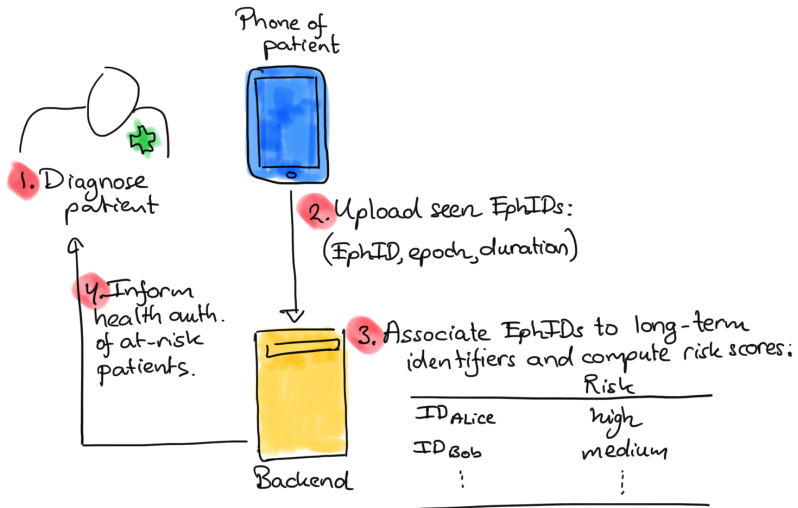 Phone of
patient
1. Diagnose
patient
2. Upload seen EphIDs:
(EphID, epoch, duration)
3. Associate EphIDs to long-term
identifiers and compute risk scores:
Risk
ID Alice high
ID Bob medium
4. Inform
health auth.
of at-risk
patients.
Backend